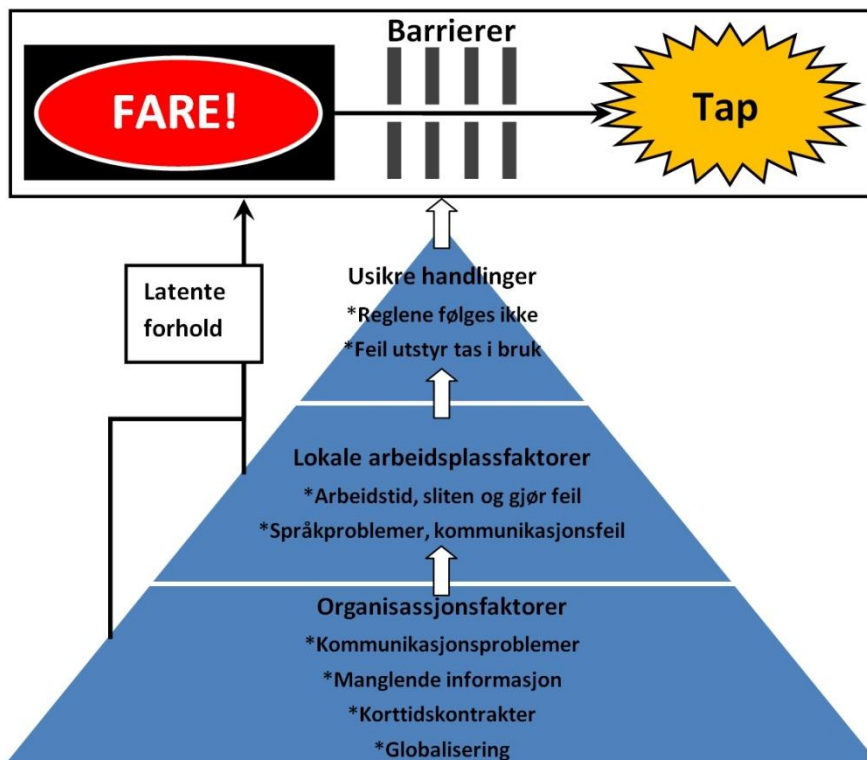 Barrierer
FARE!
Tap
Latente
forhold
Usikre handlinger
*Reglene følges ikke
*Feil utstyr tas i bruk
Lokale arbeidsplassfaktorer
*Arbeidstid, sliten og gjør feil
*Språkproblemer, kommunikasjonsfeil
Organisassjonsfaktorer
*Kommunikasjonsproblemer
*Manglende informasjon
*Korttidskontrakter
*Globalisering